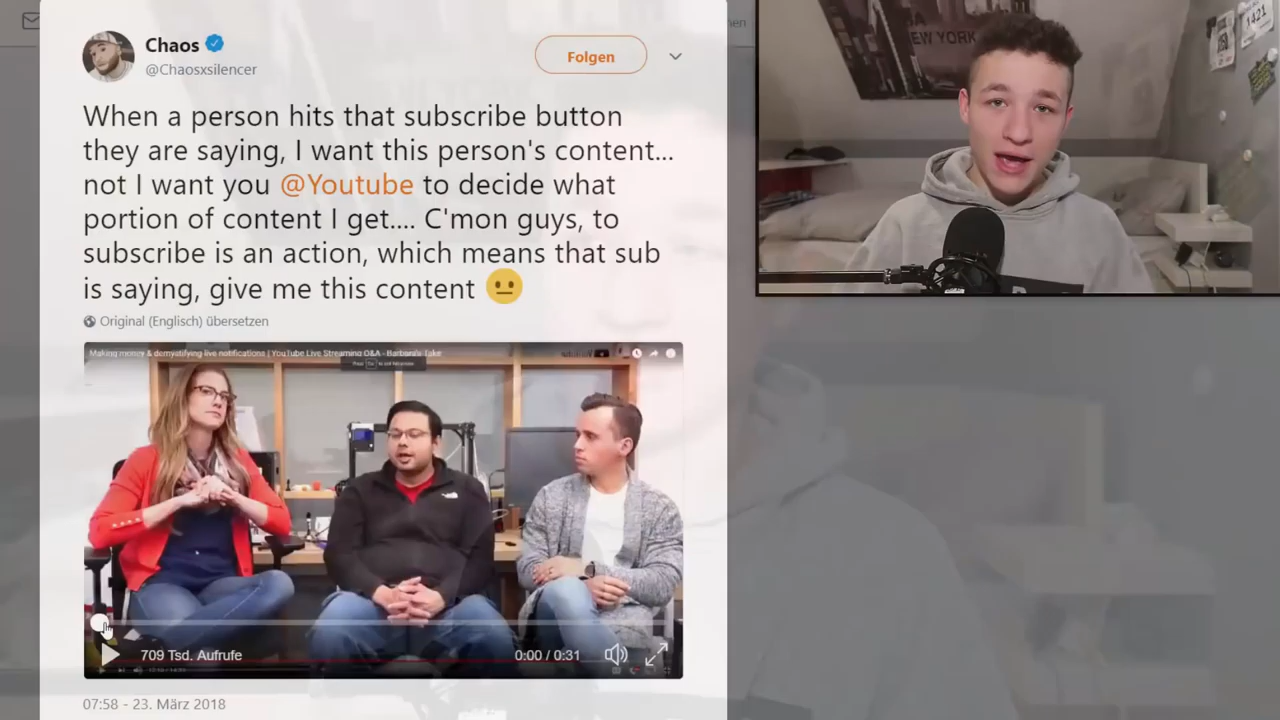 Chaos
@Chaosxsilencer
Folgen
When a person hits that subscribe button
they are saying, I want this person's content...
not I want you @Youtube to decide what
portion of content I get.... C'mon guys, to
subscribe is an action, which means that sub
is saying, give me this content 😐
Original (Englisch) übersetzen
Making money & demystifying live notifications | YouTube Live Streaming Q&A - Barbara's Take
709 Tsd. Aufrufe
0:00 / 0:31
07:58 - 23. März 2018
EW YORK
1421